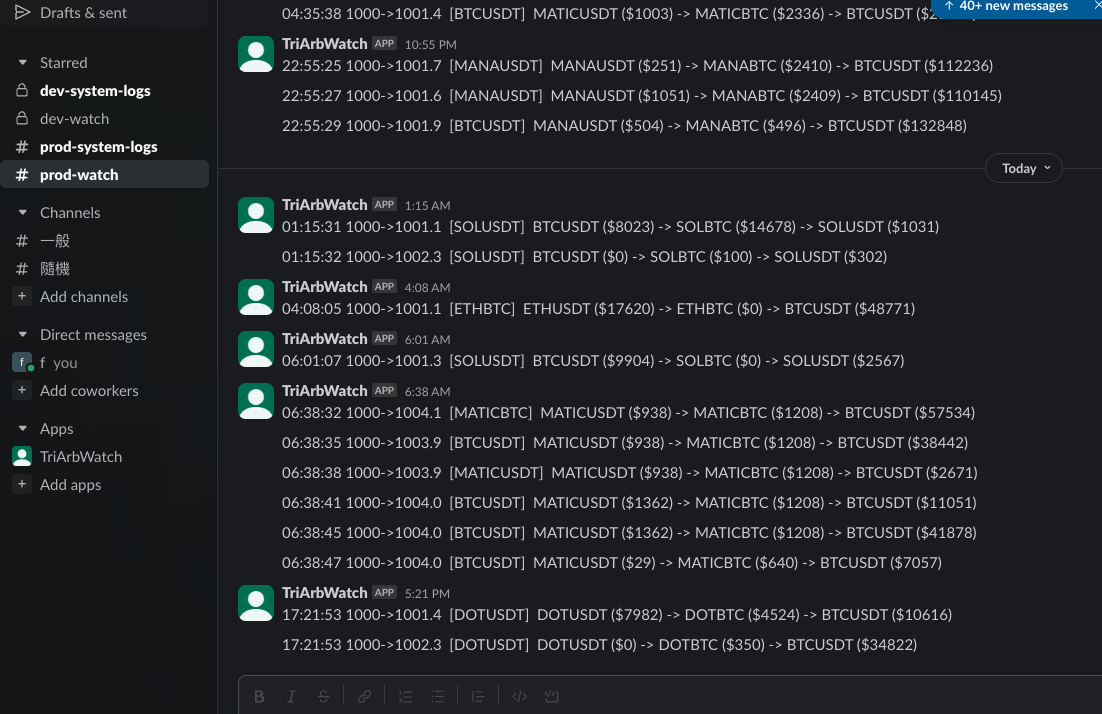 Drafts & sent
Starred
dev-system-logs
dev-watch
prod-system-logs
prod-watch
Channels
一般
隨機
Add channels
Direct messages
f f you
Add coworkers
Apps
TriArbWatch
Add apps
40+ new messages
04:35:38 1000->1001.4 [BTCUSDT] MATICUSDT ($1003) -> MATICBTC ($2336) -> BTCUSDT
TriArbWatch APP 10:55 PM
22:55:25 1000->1001.7 [MANAUSDT] MANAUSDT ($251) -> MANABTC ($2410) -> BTCUSDT ($112236)
22:55:27 1000->1001.6 [MANAUSDT] MANAUSDT ($1051) -> MANABTC ($2409) -> BTCUSDT ($110145)
22:55:29 1000->1001.9 [BTCUSDT] MANAUSDT ($504) -> MANABTC ($496) -> BTCUSDT ($132848)
Today
TriArbWatch APP 1:15 AM
01:15:31 1000->1001.1 [SOLUSDT] BTCUSDT ($8023) -> SOLBTC ($14678) -> SOLUSDT ($1031)
01:15:32 1000->1002.3 [SOLUSDT] BTCUSDT ($0) -> SOLBTC ($100) -> SOLUSDT ($302)
TriArbWatch APP 4:08 AM
04:08:05 1000->1001.1 [ETHBTC] ETHUSDT ($17620) -> ETHBTC ($0) -> BTCUSDT ($48771)
TriArbWatch APP 6:01 AM
06:01:07 1000->1001.3 [SOLUSDT] BTCUSDT ($9904) -> SOLBTC ($0) -> SOLUSDT ($2567)
TriArbWatch APP 6:38 AM
06:38:32 1000->1004.1 [MATICBTC] MATICUSDT ($938) -> MATICBTC ($1208) -> BTCUSDT ($57534)
06:38:35 1000->1003.9 [BTCUSDT] MATICUSDT ($938) -> MATICBTC ($1208) -> BTCUSDT ($38442)
06:38:38 1000->1003.9 [MATICUSDT] MATICUSDT ($938) -> MATICBTC ($1208) -> BTCUSDT ($2671)
06:38:41 1000->1004.0 [BTCUSDT] MATICUSDT ($1362) -> MATICBTC ($1208) -> BTCUSDT ($11051)
06:38:45 1000->1004.0 [BTCUSDT] MATICUSDT ($1362) -> MATICBTC ($1208) -> BTCUSDT ($41878)
06:38:47 1000->1004.0 [BTCUSDT] MATICUSDT ($29) -> MATICBTC ($640) -> BTCUSDT ($7057)
TriArbWatch APP 5:21 PM
17:21:53 1000->1001.4 [DOTUSDT] DOTUSDT ($7982) -> DOTBTC ($4524) -> BTCUSDT ($10616)
17:21:53 1000->1002.3 [DOTUSDT] DOTUSDT ($0) -> DOTBTC ($350) -> BTCUSDT ($34822)